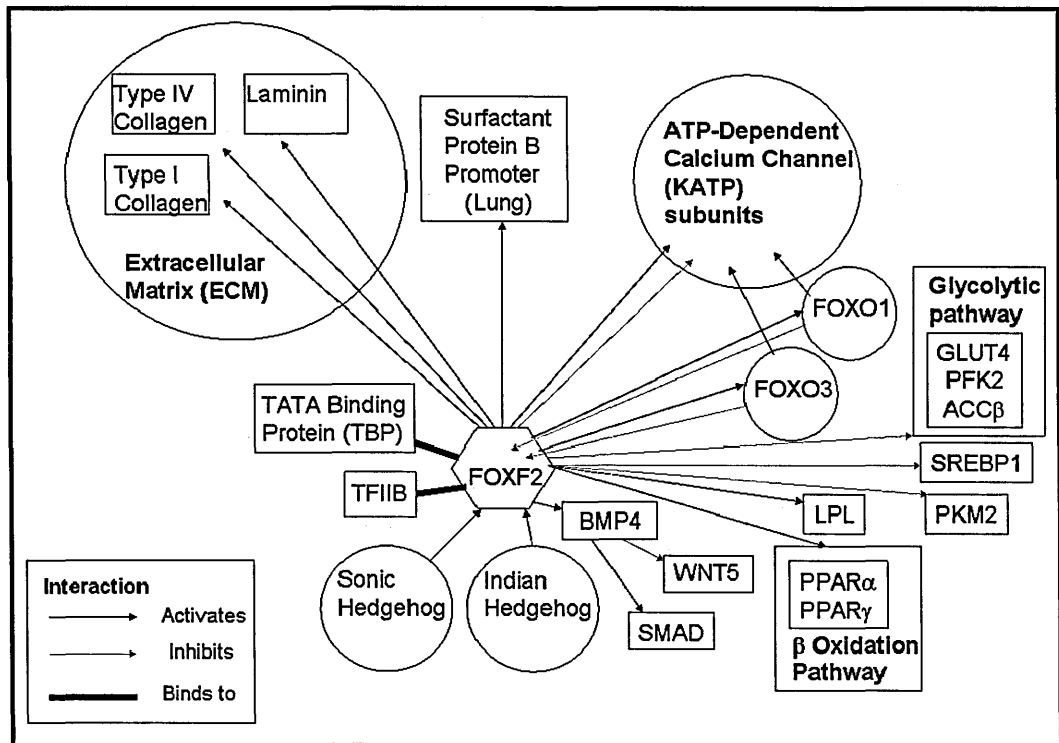 Type IV
Collagen
Laminin
Type I
Collagen
Extracellular
Matrix (ECM)
Surfactant
Protein B
Promoter
(Lung)
ATP-Dependent
Calcium Channel
(KATP)
subunits
FOXO1
FOXO3
Glycolytic
pathway
GLUT4
PFK2
ACCβ
TATA Binding
Protein (TBP)
TFIIB
FOXF2
SREBP1
LPL
PKM2
BMP4
WNT5
SMAD
Sonic
Hedgehog
Indian
Hedgehog
PPARα
PPARγ
β Oxidation
Pathway
Interaction
Activates
Inhibits
Binds to